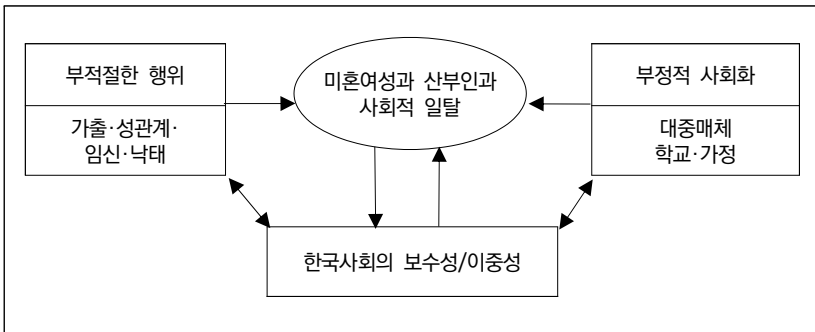 부적절한 행위
가출·성관계·
임신·낙태
미혼여성과 산부인과
사회적 일탈
부정적 사회화
대중매체
학교·가정
한국사회의 보수성/이중성